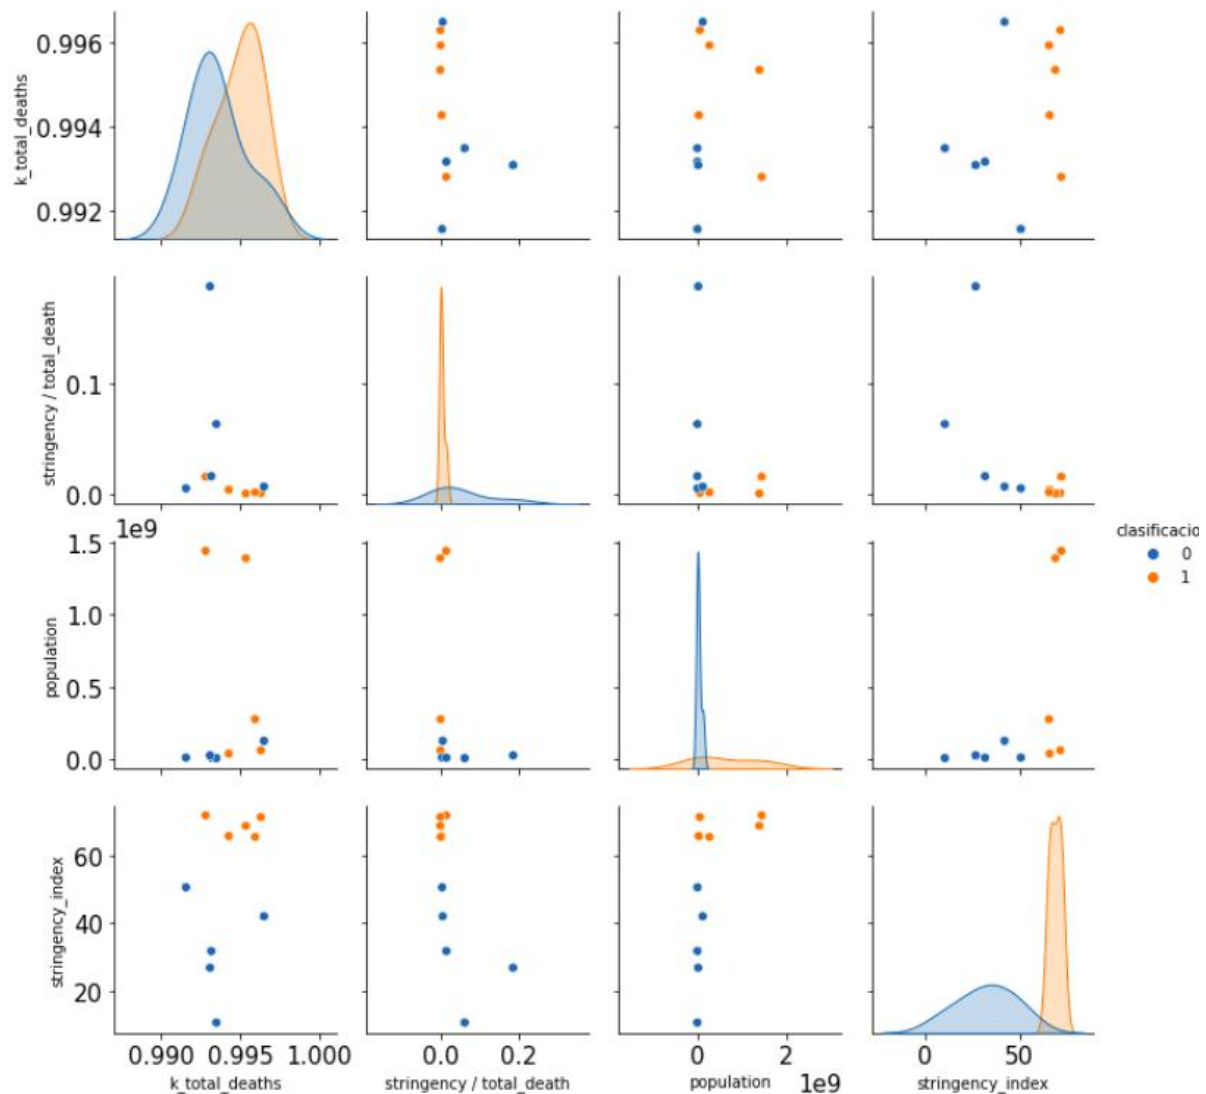 0.996
0.994
0.992
k_total_deaths
0.1
0.0
stringency / total_death
1e9
1.5
1.0
0.5
0.0
population
clasificacio
0
1
60
40
20
stringency_index
0.990 0.995 1.000
0.0 0.2
0 2
1e9
0 50
k_total_deaths
stringency / total_death
population
stringency_index